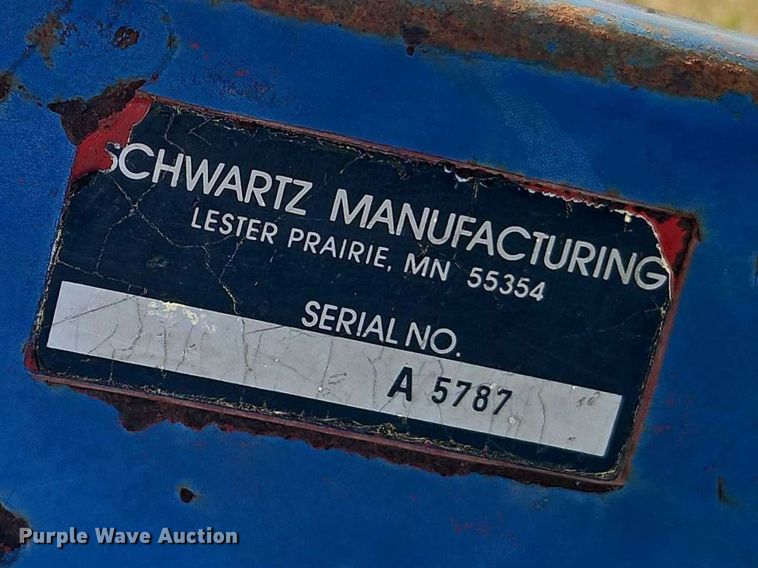 SCHWARTZ MANUFACTURING
LESTER PRAIRIE, MN 55354
SERIAL NO.
A 5787
Purple Wave Auction